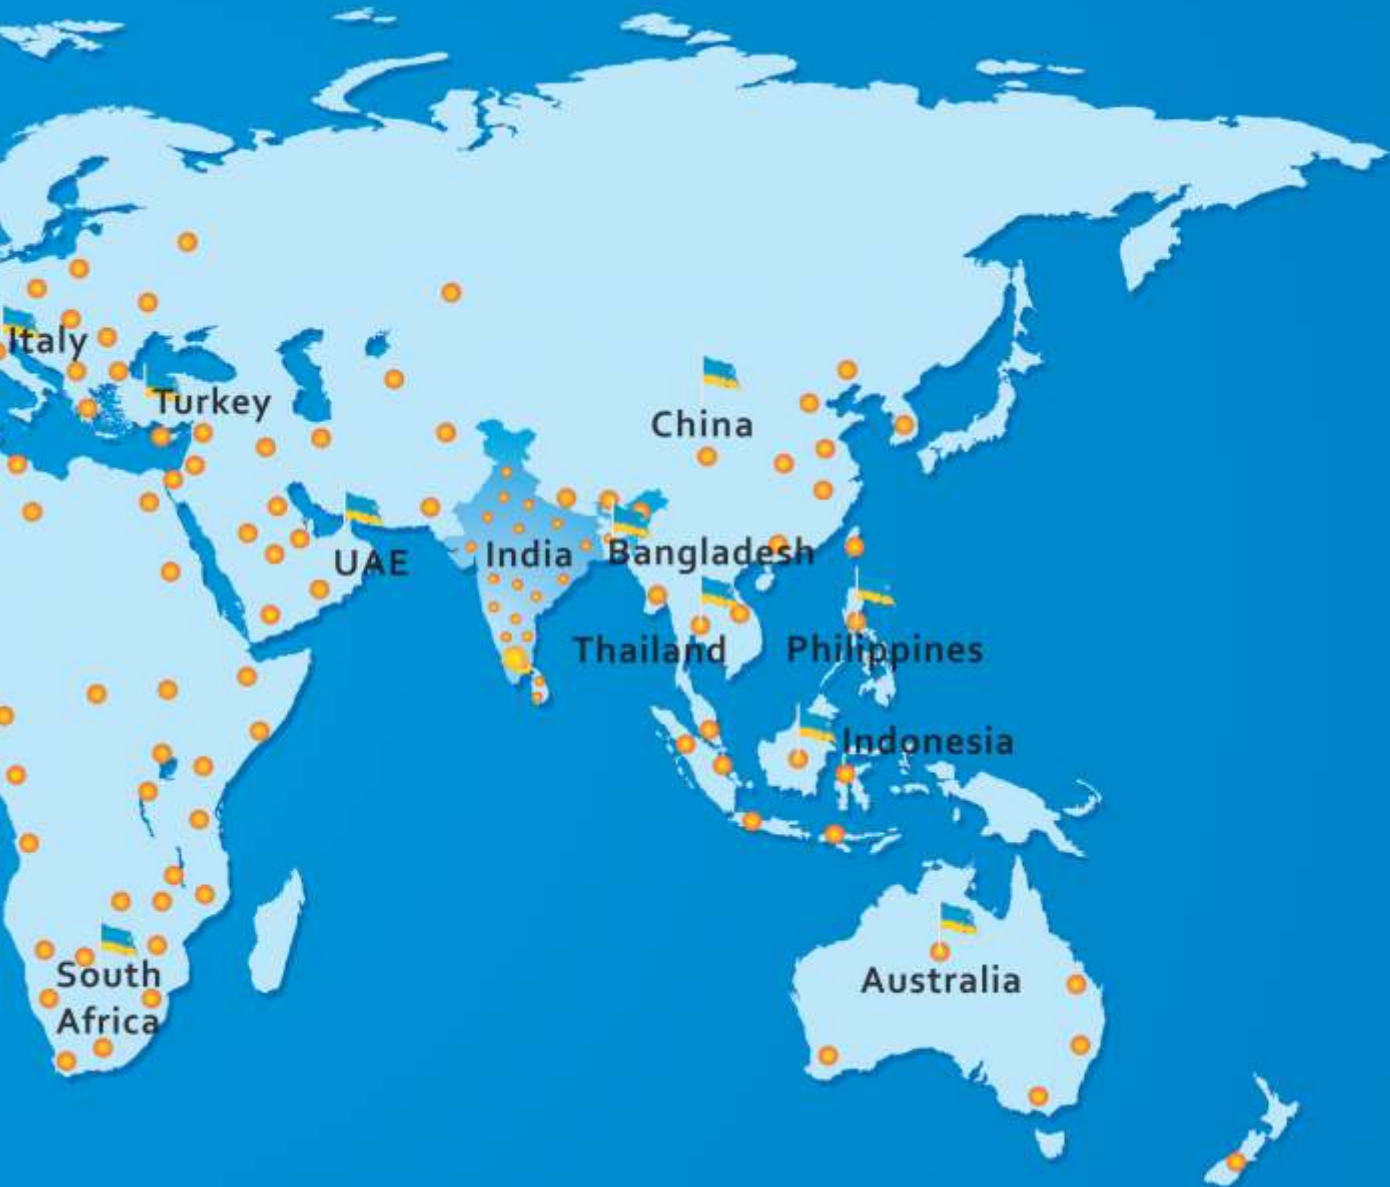 Italy
Turkey
China
UAE
India
Bangladesh
Thailand
Philippines
Indonesia
South
Africa
Australia